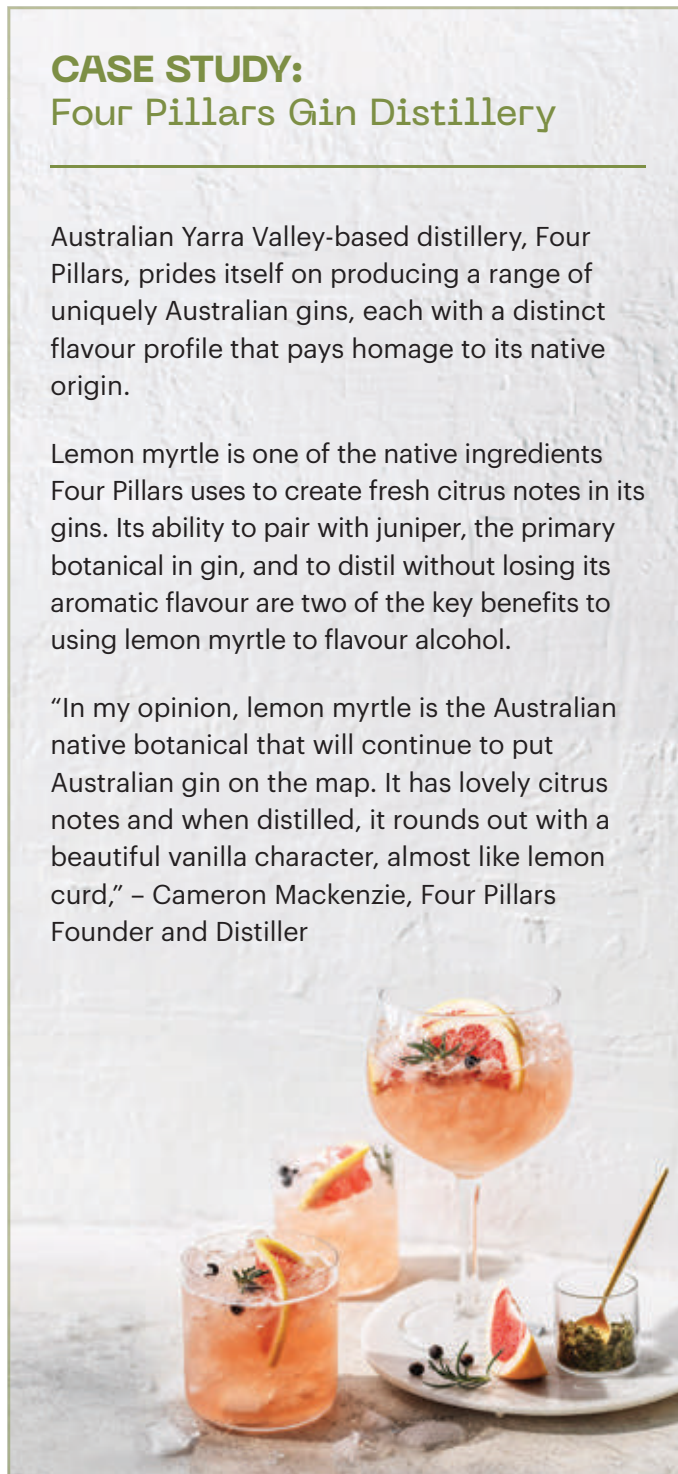 CASE STUDY:
Four Pillars Gin Distillery
Australian Yarra Valley-based distillery, Four
Pillars, prides itself on producing a range of
uniquely Australian gins, each with a distinct
flavour profile that pays homage to its native
origin.
Lemon myrtle is one of the native ingredients
Four Pillars uses to create fresh citrus notes in its
gins. Its ability to pair with juniper, the primary
botanical in gin, and to distil without losing its
aromatic flavour are two of the key benefits to
using lemon myrtle to flavour alcohol.
“In my opinion, lemon myrtle is the Australian
native botanical that will continue to put
Australian gin on the map. It has lovely citrus
notes and when distilled, it rounds out with a
beautiful vanilla character, almost like lemon
curd,” – Cameron Mackenzie, Four Pillars
Founder and Distiller